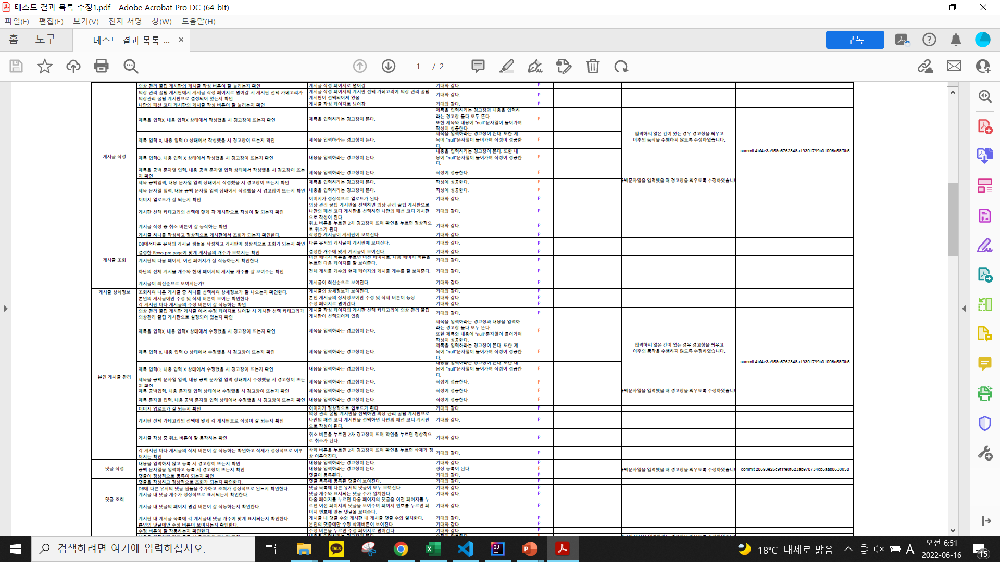 테스트 결과 목록-수정1.pdf - Adobe Acrobat Pro DC (64-bit)
파일(F) 편집(E) 보기(V) 전자 서명 창(W) 도움말(H)
홈 도구 테스트 결과 목록-... × 구독
1 / 2
의상 관리 꿀팁 게시판의 게시글 작성 버튼이 잘 눌리는지 확인 게시글 작성 페이지로 넘어감 기대와 같다. P
의상 관리 꿀팁 게시판에서 게시글 작성 페이지로 넘어갈 시 게시판 선택 카테고리가
의상관리 꿀팁 게시판으로 설정되어 있는지 확인
게시글 작성 페이지의 게시판 선택 카테고리에 의상 관리 꿀팁
게시판이 선택되어져 있음
기대와 같다. P
나만의 패션 코디 게시판의 게시글 작성 버튼이 잘 눌리는지 확인 게시글 작성 페이지로 넘어감 기대와 같다. P
게시글 작성
제목을 입력X, 내용 입력X 상태에서 작성했을 시 경고창이 뜨는지 확인 제목을 입력하라는 경고창이 뜬다.
제목을 입력하라는 경고창과 내용을 입력하
라는 경고창 둘다 모두 뜬다.
또한 제목와 내용에 "null"문자열이 들어가며
작성이 성공한다.
F
제목 입력 X, 내용 입력 O 상태에서 작성했을 시 경고창이 뜨는지 확인 제목을 입력하라는 경고창이 뜬다.
제목을 입력하라는 경고창이 뜬다. 또한 제
목에 "null"문자열이 들어가며 작성이 성공한
다.
F
입력하지 않은 칸이 있는 경우 경고창을 띄우고
이후의 동작을 수행하지 않도록 수정하였습니다.
commit 4bf4e3a958c6762848a19301799b31006c58f0b5
제목 입력O, 내용 입력 X 상태에서 작성했을 시 경고창이 뜨는지 확인 내용을 입력하라는 경고창이 뜬다.
내용을 입력하라는 경고창이 뜬다. 또한 내
용에 "null"문자열이 들어가며 작성이 성공한
다.
F
제목을 공백 문자열 입력, 내용 공백 문자열 입력 상태에서 작성했을 시 경고창이 뜨는
지 확인
제목을 입력하라는 경고창이 뜬다. 작성에 성공한다. F
제목 공백입력, 내용 문자열 입력 상태에서 작성했을 시 경고창이 뜨는지 확인 제목을 입력하라는 경고창이 뜬다. 작성에 성공한다. F
공백문자열을 입력했을 때 경고창을 띄우도록 수정하였습니다
제목 문자열 입력, 내용 공백 문자열 입력 상태에서 작성했을 시 경고창이 뜨는지 확인 내용을 입력하라는 경고창이 뜬다. 직성에 성공한다. F
이미지 업로드가 잘 되는지 확인 이미지가 정상적으로 업로드가 된다. 기대와 같다. P
게시판 선택 카테고리의 선택에 맞게 각 게시판으로 작성이 잘 되는지 확인
의상 관리 꿀팁 게시판을 선택하면 의상 관리 꿀팁 게시판으로
나만의 패션 코디 게시판을 선택하면 나만의 패션 코디 게시판
으로 작성이 된다.
기대와 같다. P
게시글 작성 중 취소 버튼이 잘 동작하는 확인
취소 버튼을 누르면 2차 경고창이 뜨며 확인을 누르면 정상적으
로 취소가 된다.
기대와 같다. P
게시글 조회
게시글 하나를 작성하고 정상적으로 게시판에서 조회가 되는지 확인한다. 작성한 게시글이 게시판에 보여진다. 기대와 같다. P
DB에서다른 유저의 게시글 샘플을 작성하고 게시판에 정상적으로 조회가 되는지 확인 다른 유저의 게시글이 게시판에 보여진다. 기대와 같다. P
설정한 Rows pre page에 맞게 게시글의 개수가 보여지는 확인 설정한 개수에 맞게 게시글이 보여진다. 기대와 같다. P
게시판의 다음 페이지, 이전 페이지가 잘 작동하는지 확인한다.
이전 페이지 버튼을 누르면 이전 페이지로, 다음 페이지 버튼을
누르면 다음 페이지를 잘 보여준다.
기대와 같다. P
하단의 전체 게시물 개수와 현재 페이지의 게시물 개수를 잘 보여주는 확인 전체 게시물 개수와 현재 페이지의 게시물 개수를 잘 보여준다. 기대와 같다. P
게시글이 최신순으로 보여지는가? 게시글이 최신순으로 보여진다. 기대와 같다. P
게시글 상세정보 조회하여 나온 게시글 중 하나를 선택하여 상세정보가 잘 나오는지 확인한다. 게시글의 상세정보가 보여진다. 기대와 같다. P
본인 게시글 관리
본인의 게시글에만 수정 및 삭제 버튼이 보이는 확인한다. 본인 게시글의 상세정보에만 수정 및 삭제 버튼이 등장 기대와 같다. P
각 게시판 마다 게시글의 수정 버튼이 잘 작동하는 확인 수정 페이지로 넘어간다. 기대와 같다. P
의상 관리 꿀팁 게시판 게시글 에서 수정 페이지로 넘어갈 시 게시판 선택 카테고리가
의상관리 꿀팁 게시판으로 설정되어 있는지 확인
게시글 작성 페이지의 게시판 선택 카테고리에 의상 관리 꿀팁
게시판이 선택되어져 있음
기대와 같다. P
제목을 입력X, 내용 입력X 상태에서 수정했을 시 경고창이 뜨는지 확인 제목을 입력하라는 경고창이 뜬다.
제목을 입력하라는 경고창과 내용을 입력하
라는 경고창 둘다 모두 뜬다.
또한 제목와 내용에 "null"문자열이 들어가며
작성이 성공한다.
F
제목 입력 X, 내용 입력 O 상태에서 수정했을 시 경고창이 뜨는지 확인 제목을 입력하라는 경고창이 뜬다.
제목을 입력하라는 경고창이 뜬다. 또한 제
목에 "null"문자열이 들어가며 작성이 성공한
다.
F
입력하지 않은 칸이 있는 경우 경고창을 띄우고
이후의 동작을 수행하지 않도록 수정하였습니다.
commit 4bf4e3a958c6762848a19301799b31006c58f0b5
제목 입력O, 내용 입력 X 상태에서 수정했을 시 경고창이 뜨는지 확인 내용을 입력하라는 경고창이 뜬다.
내용을 입력하라는 경고창이 뜬다. 또한 내
용에 "null"문자열이 들어가며 작성이 성공한
다.
F
제목을 공백 문자열 입력, 내용 공백 문자열 입력 상태에서 수정했을 시 경고창이 뜨는
지 확인
제목을 입력하라는 경고창이 뜬다. 작성에 성공한다. F
제목 공백입력, 내용 문자열 입력 상태에서 수정했을 시 경고창이 뜨는지 확인 제목을 입력하라는 경고창이 뜬다. 작성에 성공한다. F
공백문자열을 입력했을 때 경고창을 띄우도록 수정하였습니다
제목 문자열 입력, 내용 공백 문자열 입력 상태에서 수정했을 시 경고창이 뜨는지 확인 내용을 입력하라는 경고창이 뜬다. 직성에 성공한다. F
이미지 업로드가 잘 되는지 확인 이미지가 정상적으로 업로드가 된다. 기대와 같다. P
게시판 선택 카테고리의 선택에 맞게 각 게시판으로 작성이 잘 되는지 확인
의상 관리 꿀팁 게시판을 선택하면 의상 관리 꿀팁 게시판으로
나만의 패션 코디 게시판을 선택하면 나만의 패션 코디 게시판
으로 작성이 된다.
기대와 같다. P
게시글 작성 중 취소 버튼이 잘 동작하는 확인
취소 버튼을 누르면 2차 경고창이 뜨며 확인을 누르면 정상적으
로 취소가 된다.
기대와 같다. P
각 게시판 마다 게시글의 삭제 버튼이 잘 작동하는 확인하고 삭제가 정상적으로 이루
어지는 확인
삭제 버튼을 누르면 2차 경고창이 뜨며 확인을 누르면 삭제가 정
상 이루어진다.
기대와 같다. P
댓글 작성
내용을 입력하지 않고 등록 시 경고창이 뜨는지 확인 내용을 입력하라는 경고창이 뜬다. 기대와 같다. P
공백 문자열을 입력하고 등록 시 경고창이 뜨는지 확인 내용을 입력하라는 경고창이 뜬다. 정상 등록이 된다. F 공백문자열을 입력했을 때 경고창을 띄우도록 수정하였습니다 commit 20693e26c9f1fe8f623ab970734cb5aab0638850
댓글이 정상적으로 등록이 되는지 확인 댓글이 등록된다. 기대와 같다. P
댓글 조회
댓글을 작성하고 정상적으로 조회가 되는지 확인한다. 댓글 목록에 등록된 댓글이 보여진다. 기대와 같다. P
DB에 다른 유저의 댓글 샘플을 추가하고 조회가 정상적으로 된느지 확인한다. 댓글 목록에 다른 유저의 댓글이 모두 보여진다. 기대와 같다. P
게시글 내 댓글 개수가 정상적으로 표시되는지 확인한다. 댓글 개수와 표시되는 댓글 수가 일치한다. 기대와 같다. P
게시글 내 댓글의 페이지 넘김 버튼이 잘 작동하는지 확인한다.
다음 페이지를 누르면 다음 페이지의 댓글을 이전 페이지를 누
르면 이전 페이지의 댓글을 보여주며 페이지 번호를 누르면 페
이지 번호에 맞는 댓글을 보여준다.
기대와 같다. P
게시판 내 게시글 목록에 각 게시글내 댓글 개수에 맞게 표시되는지 확인한다. 게시글 내 댓글 수와 게시판 내 게시글 댓글 수와 일치한다. 기대와 같다. P
본인의 댓글에만 수정 버튼이 보여지는지 확인한다. 본인의 댓글에만 수정 삭제버튼이 보여진다. 기대와 같다. P
수정 버튼이 잘 작동하는지 확인한다. 수정 버튼을 누르면 수정 페이지로 넘어간다. 기대와 같다. P
검색하려면 여기에 입력하십시오.
TALK
18°C 대체로 맑음 A 오전 6:51
2022-06-16
15